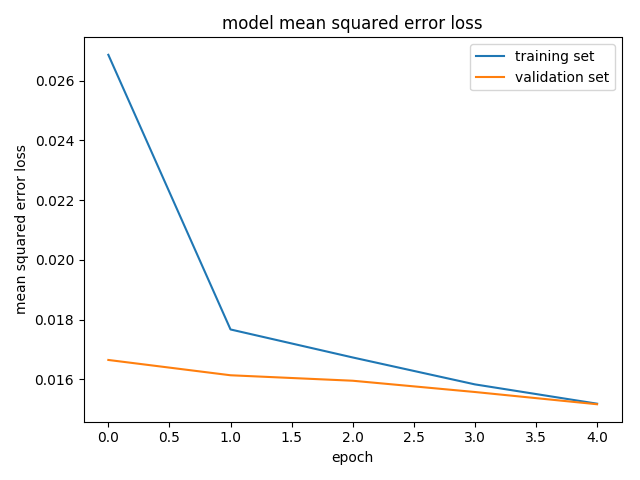 model mean squared error loss
training set
validation set
mean squared error loss
0.026
0.024
0.022
0.020
0.018
0.016
0.0 0.5 1.0 1.5 2.0 2.5 3.0 3.5 4.0
epoch